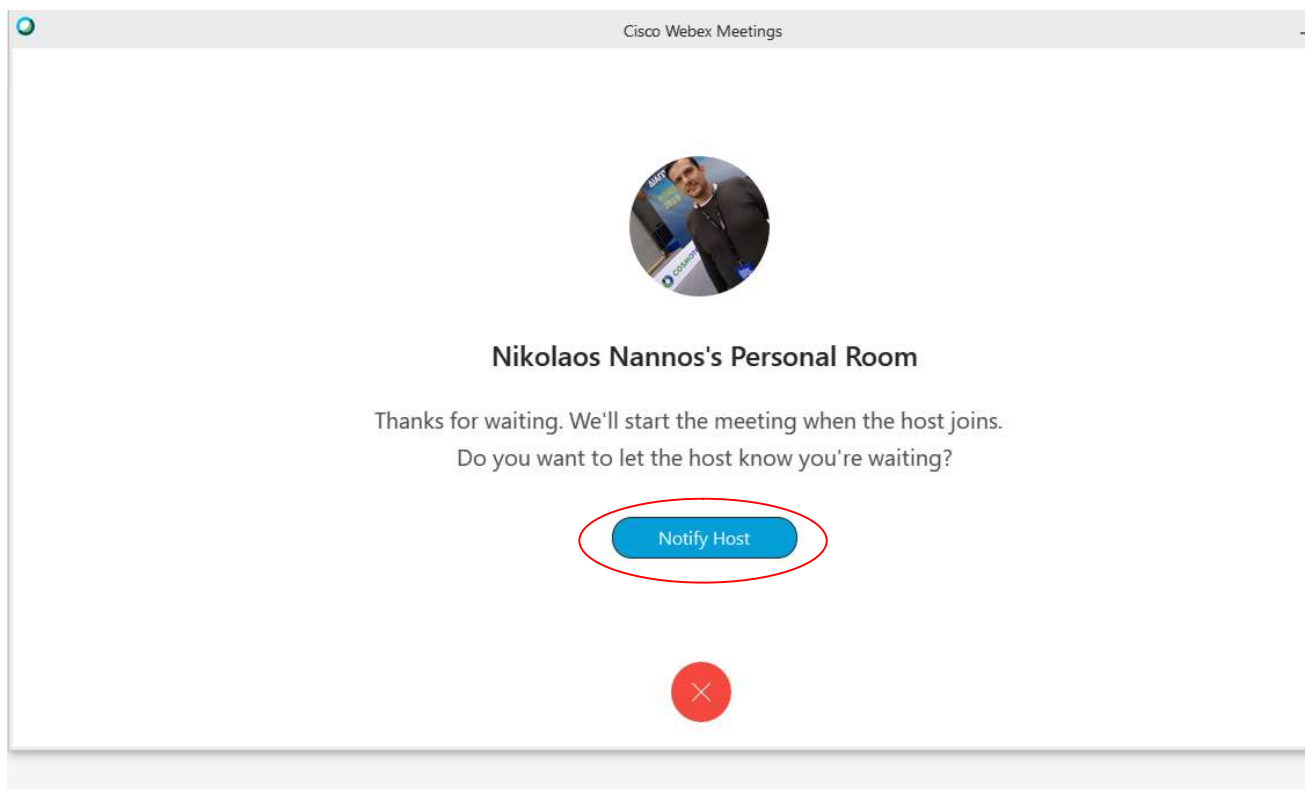 Cisco Webex Meetings
Nikolaos Nannos's Personal Room
Thanks for waiting. We'll start the meeting when the host joins.
Do you want to let the host know you're waiting?
Notify Host